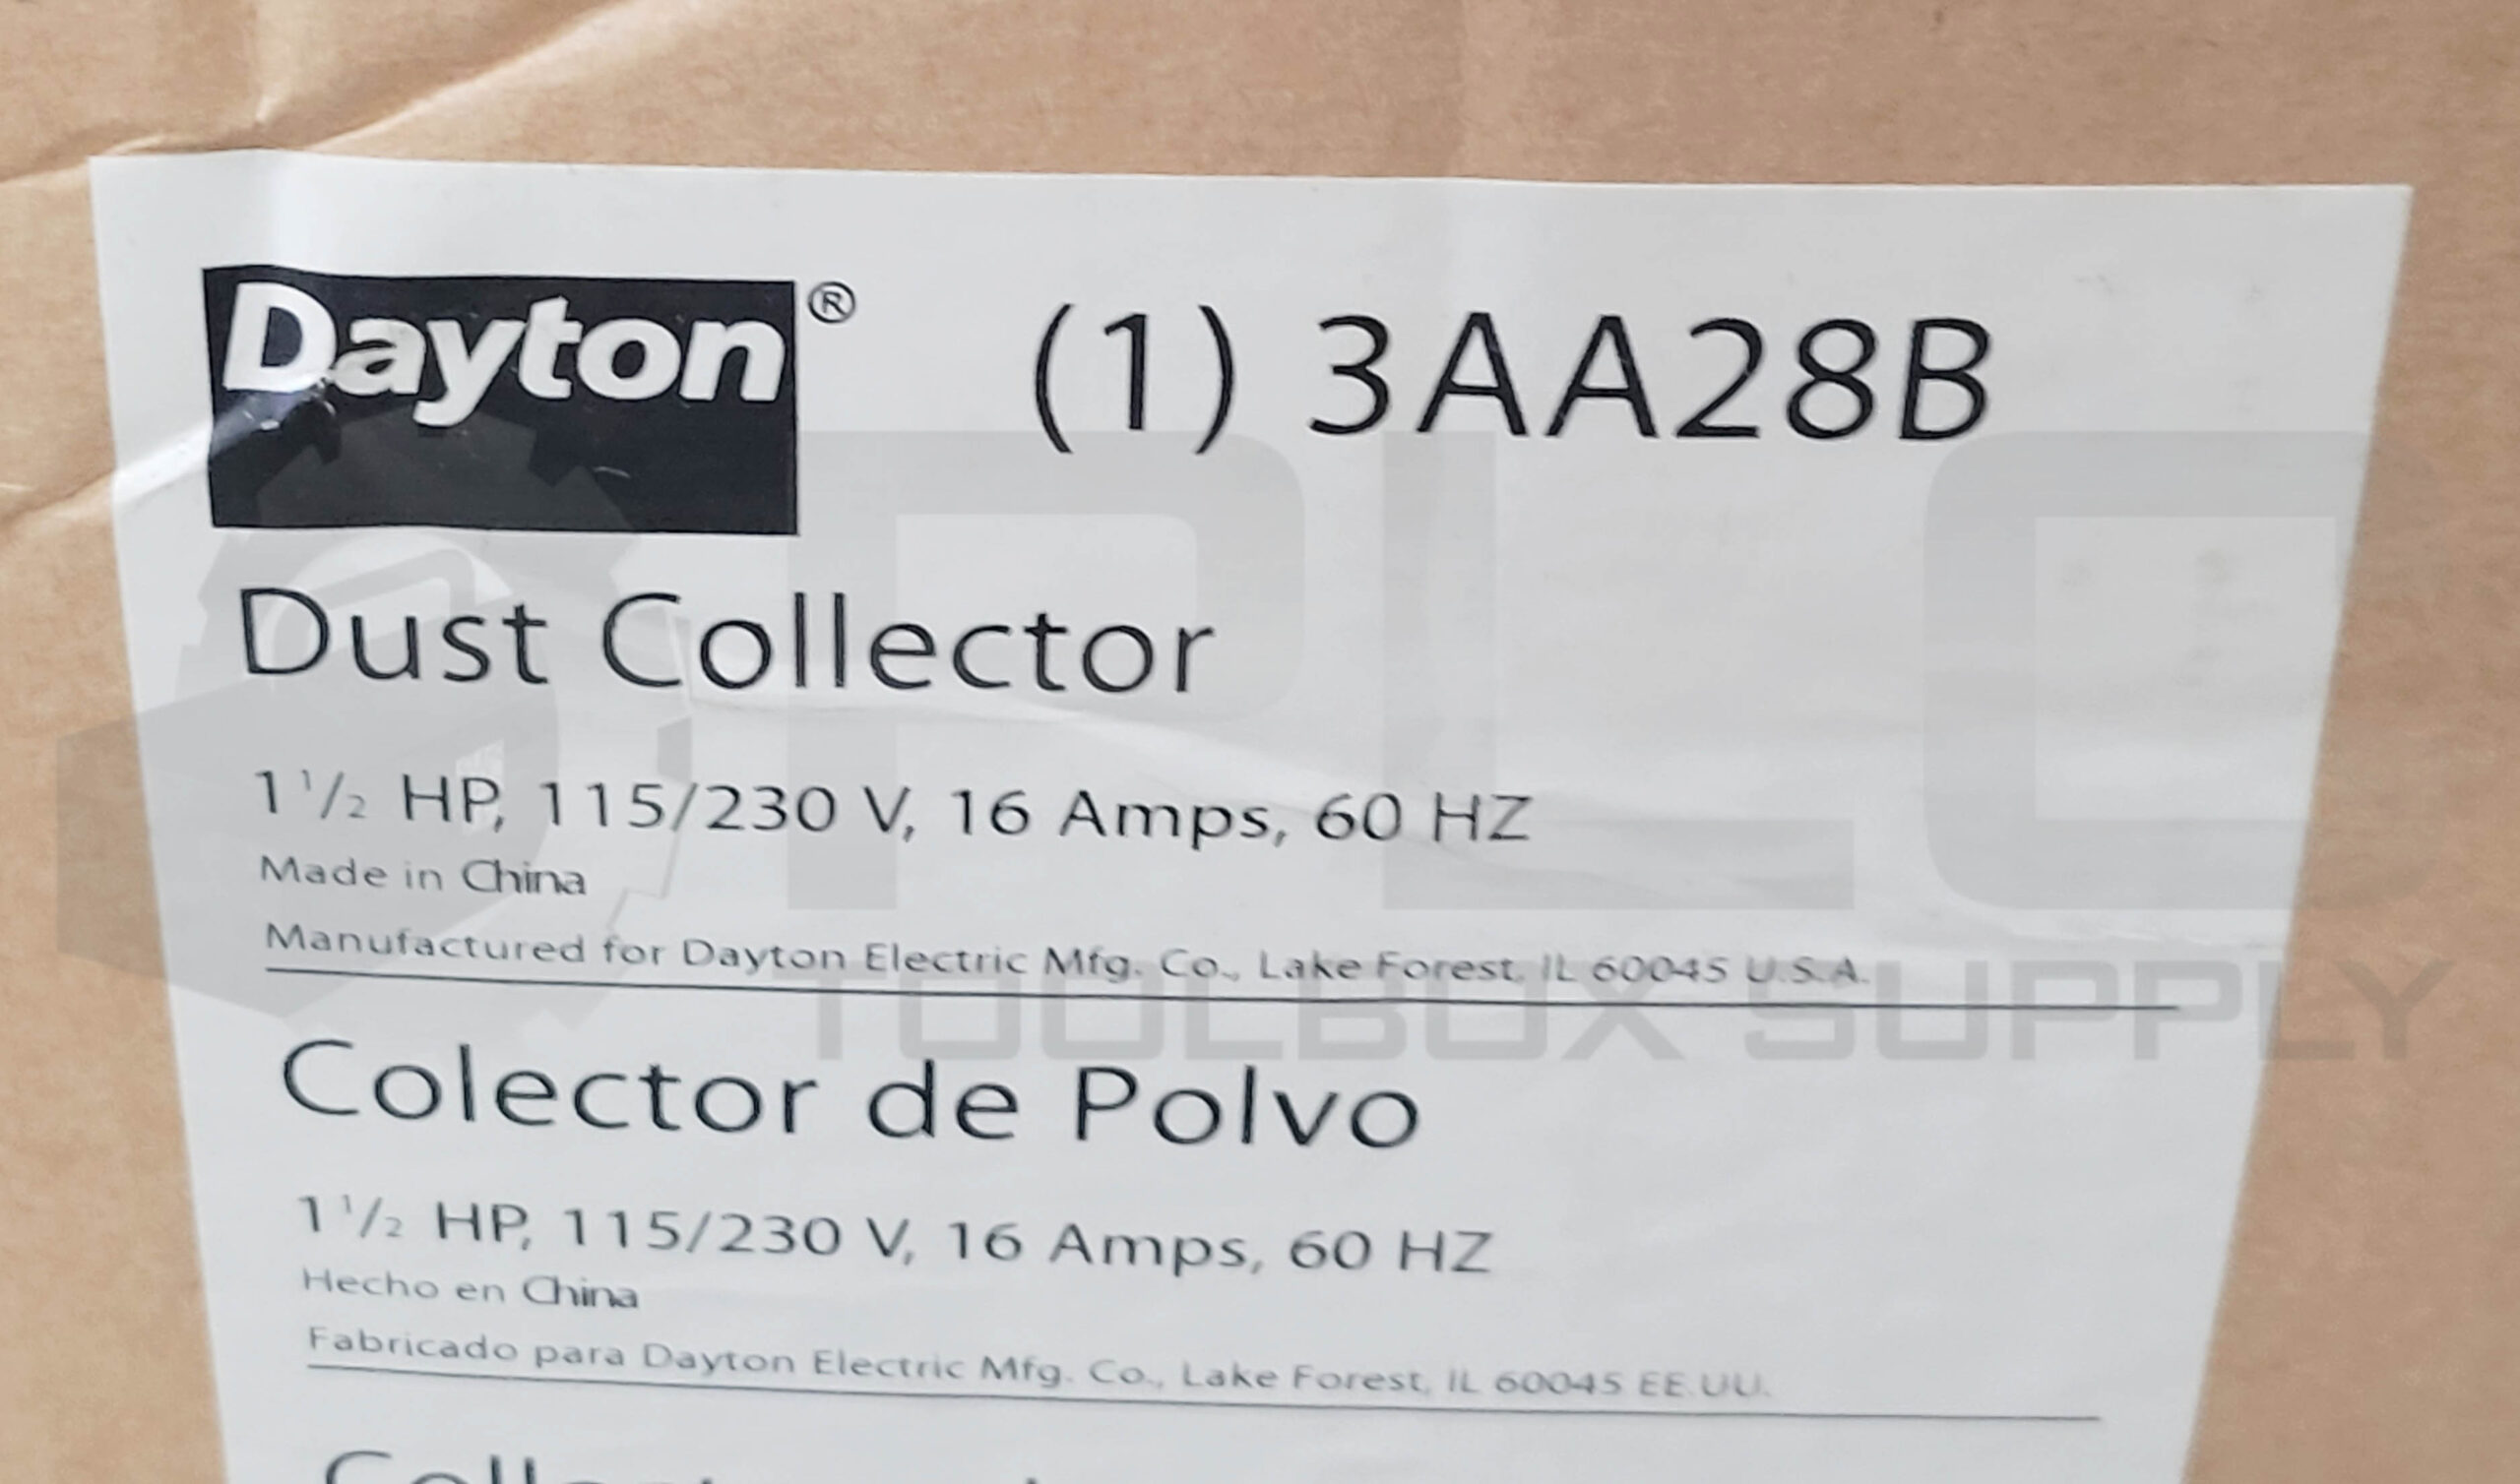 Dayton® (1) 3AA28B
Dust Collector
1 1/2 HP, 115/230 V, 16 Amps, 60 HZ
Made in China
Manufactured for Dayton Electric Mfg. Co., Lake Forest, IL 60045 U.S.A.
Colector de Polvo
1 1/2 HP, 115/230 V, 16 Amps, 60 HZ
Hecho en China
Fabricado para Dayton Electric Mfg. Co., Lake Forest, IL 60045 EE.UU.
PLC
TOOLBOX SUPPLY